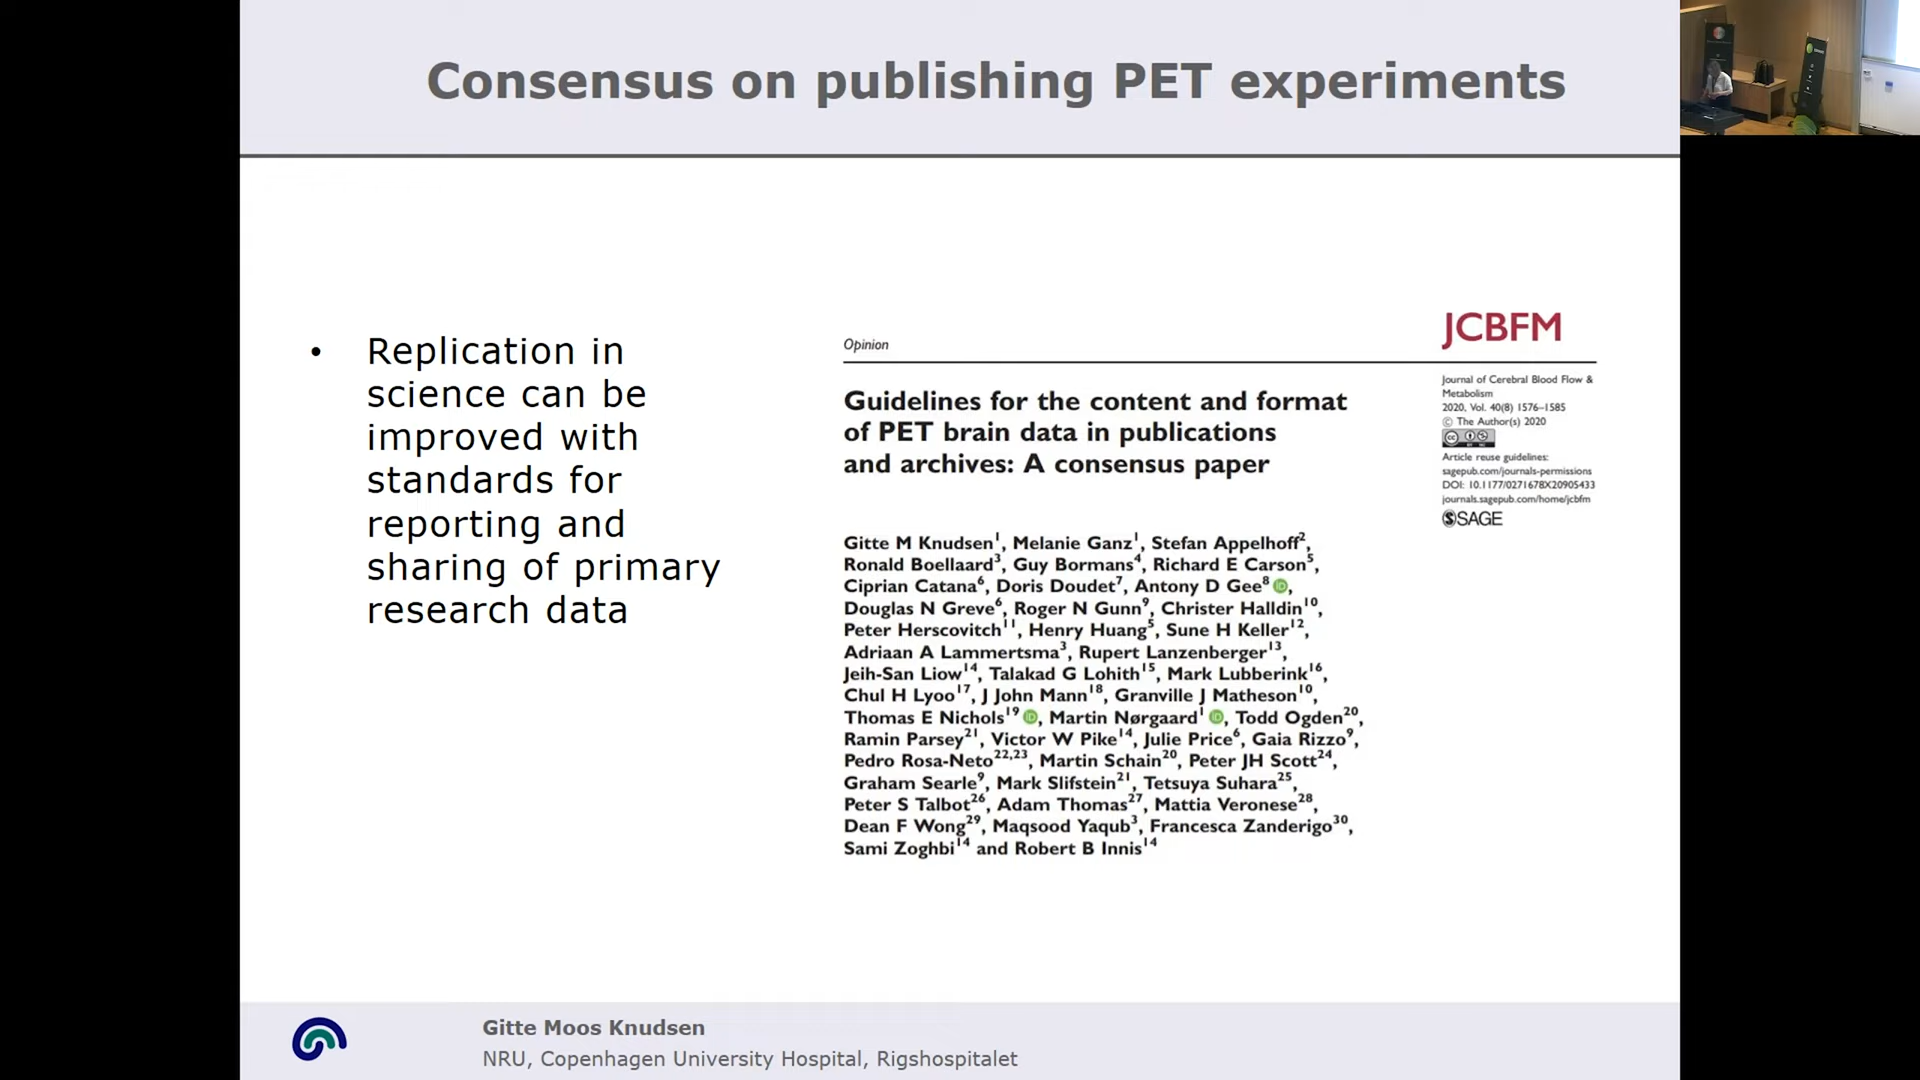 Consensus on publishing PET experiments
• Replication in
science can be
improved with
standards for
reporting and
sharing of primary
research data
Opinion
JCBFM
Guidelines for the content and format
of PET brain data in publications
and archives: A consensus paper
Journal of Cerebral Blood Flow &
Metabolism
2020, Vol. 40(8) 1576–1585
© The Author(s) 2020
Article reuse guidelines:
sagepub.com/journals-permissions
DOI: 10.1177/0271678X20905433
journals.sagepub.com/home/jcbfm
SAGE
Gitte M Knudsen1, Melanie Ganz1, Stefan Appelhoff2,
Ronald Boellaard3, Guy Bormans4, Richard E Carson5,
Ciprian Catana6, Doris Doudet7, Antony D Gee8 iD,
Douglas N Greve6, Roger N Gunn9, Christer Halldin10,
Peter Herscovitch11, Henry Huang5, Sune H Keller12,
Adriaan A Lammertsma3, Rupert Lanzenberger13,
Jeih-San Liow14, Talakad G Lohith15, Mark Lubberink16,
Chul H Lyoo17, J John Mann18, Granville J Matheson10,
Thomas E Nichols19 iD, Martin Nørgaard1 iD, Todd Ogden20,
Ramin Parsey21, Victor W Pike14, Julie Price6, Gaia Rizzo9,
Pedro Rosa-Neto22,23, Martin Schain20, Peter JH Scott24,
Graham Searle9, Mark Slifstein21, Tetsuya Suhara25,
Peter S Talbot26, Adam Thomas27, Mattia Veronese28,
Dean F Wong29, Maqsood Yaqub3, Francesca Zanderigo30,
Sami Zoghbi14 and Robert B Innis14
Gitte Moos Knudsen
NRU, Copenhagen University Hospital, Rigshospitalet